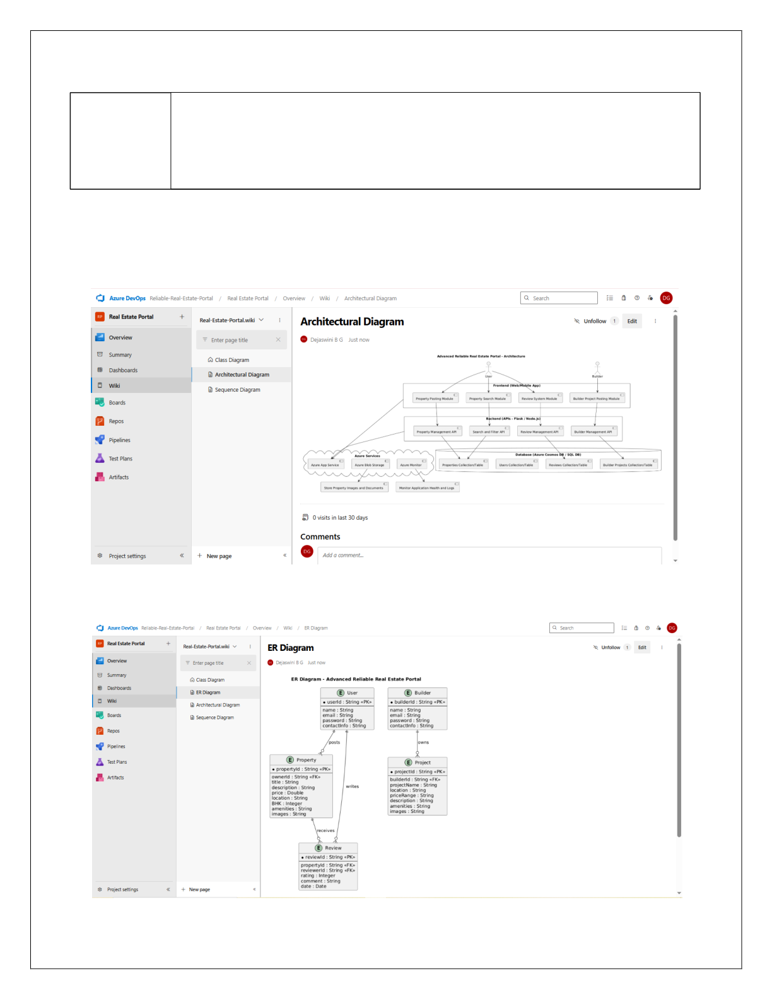 Azure DevOps Reliable-Real-Estate-Portal / Real Estate Portal / Overview / Wiki / Architectural Diagram
Search
DG
RP Real Estate Portal +
Overview
Summary
Dashboards
Wiki
Boards
Repos
Pipelines
Test Plans
Artifacts
Project settings
Real-Estate-Portal.wiki
Enter page title
Class Diagram
Architectural Diagram
Sequence Diagram
+ New page
Architectural Diagram
Unfollow 1 Edit
Dejaswini B G Just now
Advanced Reliable Real Estate Portal - Architecture
User
Builder
Frontend (Web/Mobile App)
Property Posting Module
Property Search Module
Review System Module
Builder Project Posting Module
Backend (APIs - Flask / Node.js)
Property Management API
Search and Filter API
Review Management API
Builder Management API
Azure Services
Azure App Service
Azure Blob Storage
Azure Monitor
Database (Azure Cosmos DB / SQL DB)
Properties Collection/Table
Users Collection/Table
Reviews Collection/Table
Builder Projects Collection/Table
Store Property Images and Documents
Monitor Application Health and Logs
0 visits in last 30 days
Comments
DG
Add a comment...
Azure DevOps Reliable-Real-Estate-Portal / Real Estate Portal / Overview / Wiki / ER Diagram
Search
DG
RP Real Estate Portal +
Overview
Summary
Dashboards
Wiki
Boards
Repos
Pipelines
Test Plans
Artifacts
Project settings
Real-Estate-Portal.wiki
Enter page title
Class Diagram
ER Diagram
Architectural Diagram
Sequence Diagram
+ New page
ER Diagram
Unfollow 1 Edit
Dejaswini B G Just now
ER Diagram - Advanced Reliable Real Estate Portal
E User
● userId : String «PK»
name : String
email : String
password : String
contactInfo : String
E Builder
● builderId : String «PK»
name : String
email : String
password : String
contactInfo : String
posts
owns
writes
E Property
● propertyId : String «PK»
ownerId : String «FK»
title : String
description : String
price : Double
location : String
BHK : Integer
amenities : String
images : String
E Project
● projectId : String «PK»
builderId : String «FK»
projectName : String
location : String
priceRange : String
description : String
amenities : String
images : String
receives
E Review
● reviewId : String «PK»
propertyId : String «FK»
reviewerId : String «FK»
rating : Integer
comment : String
date : Date